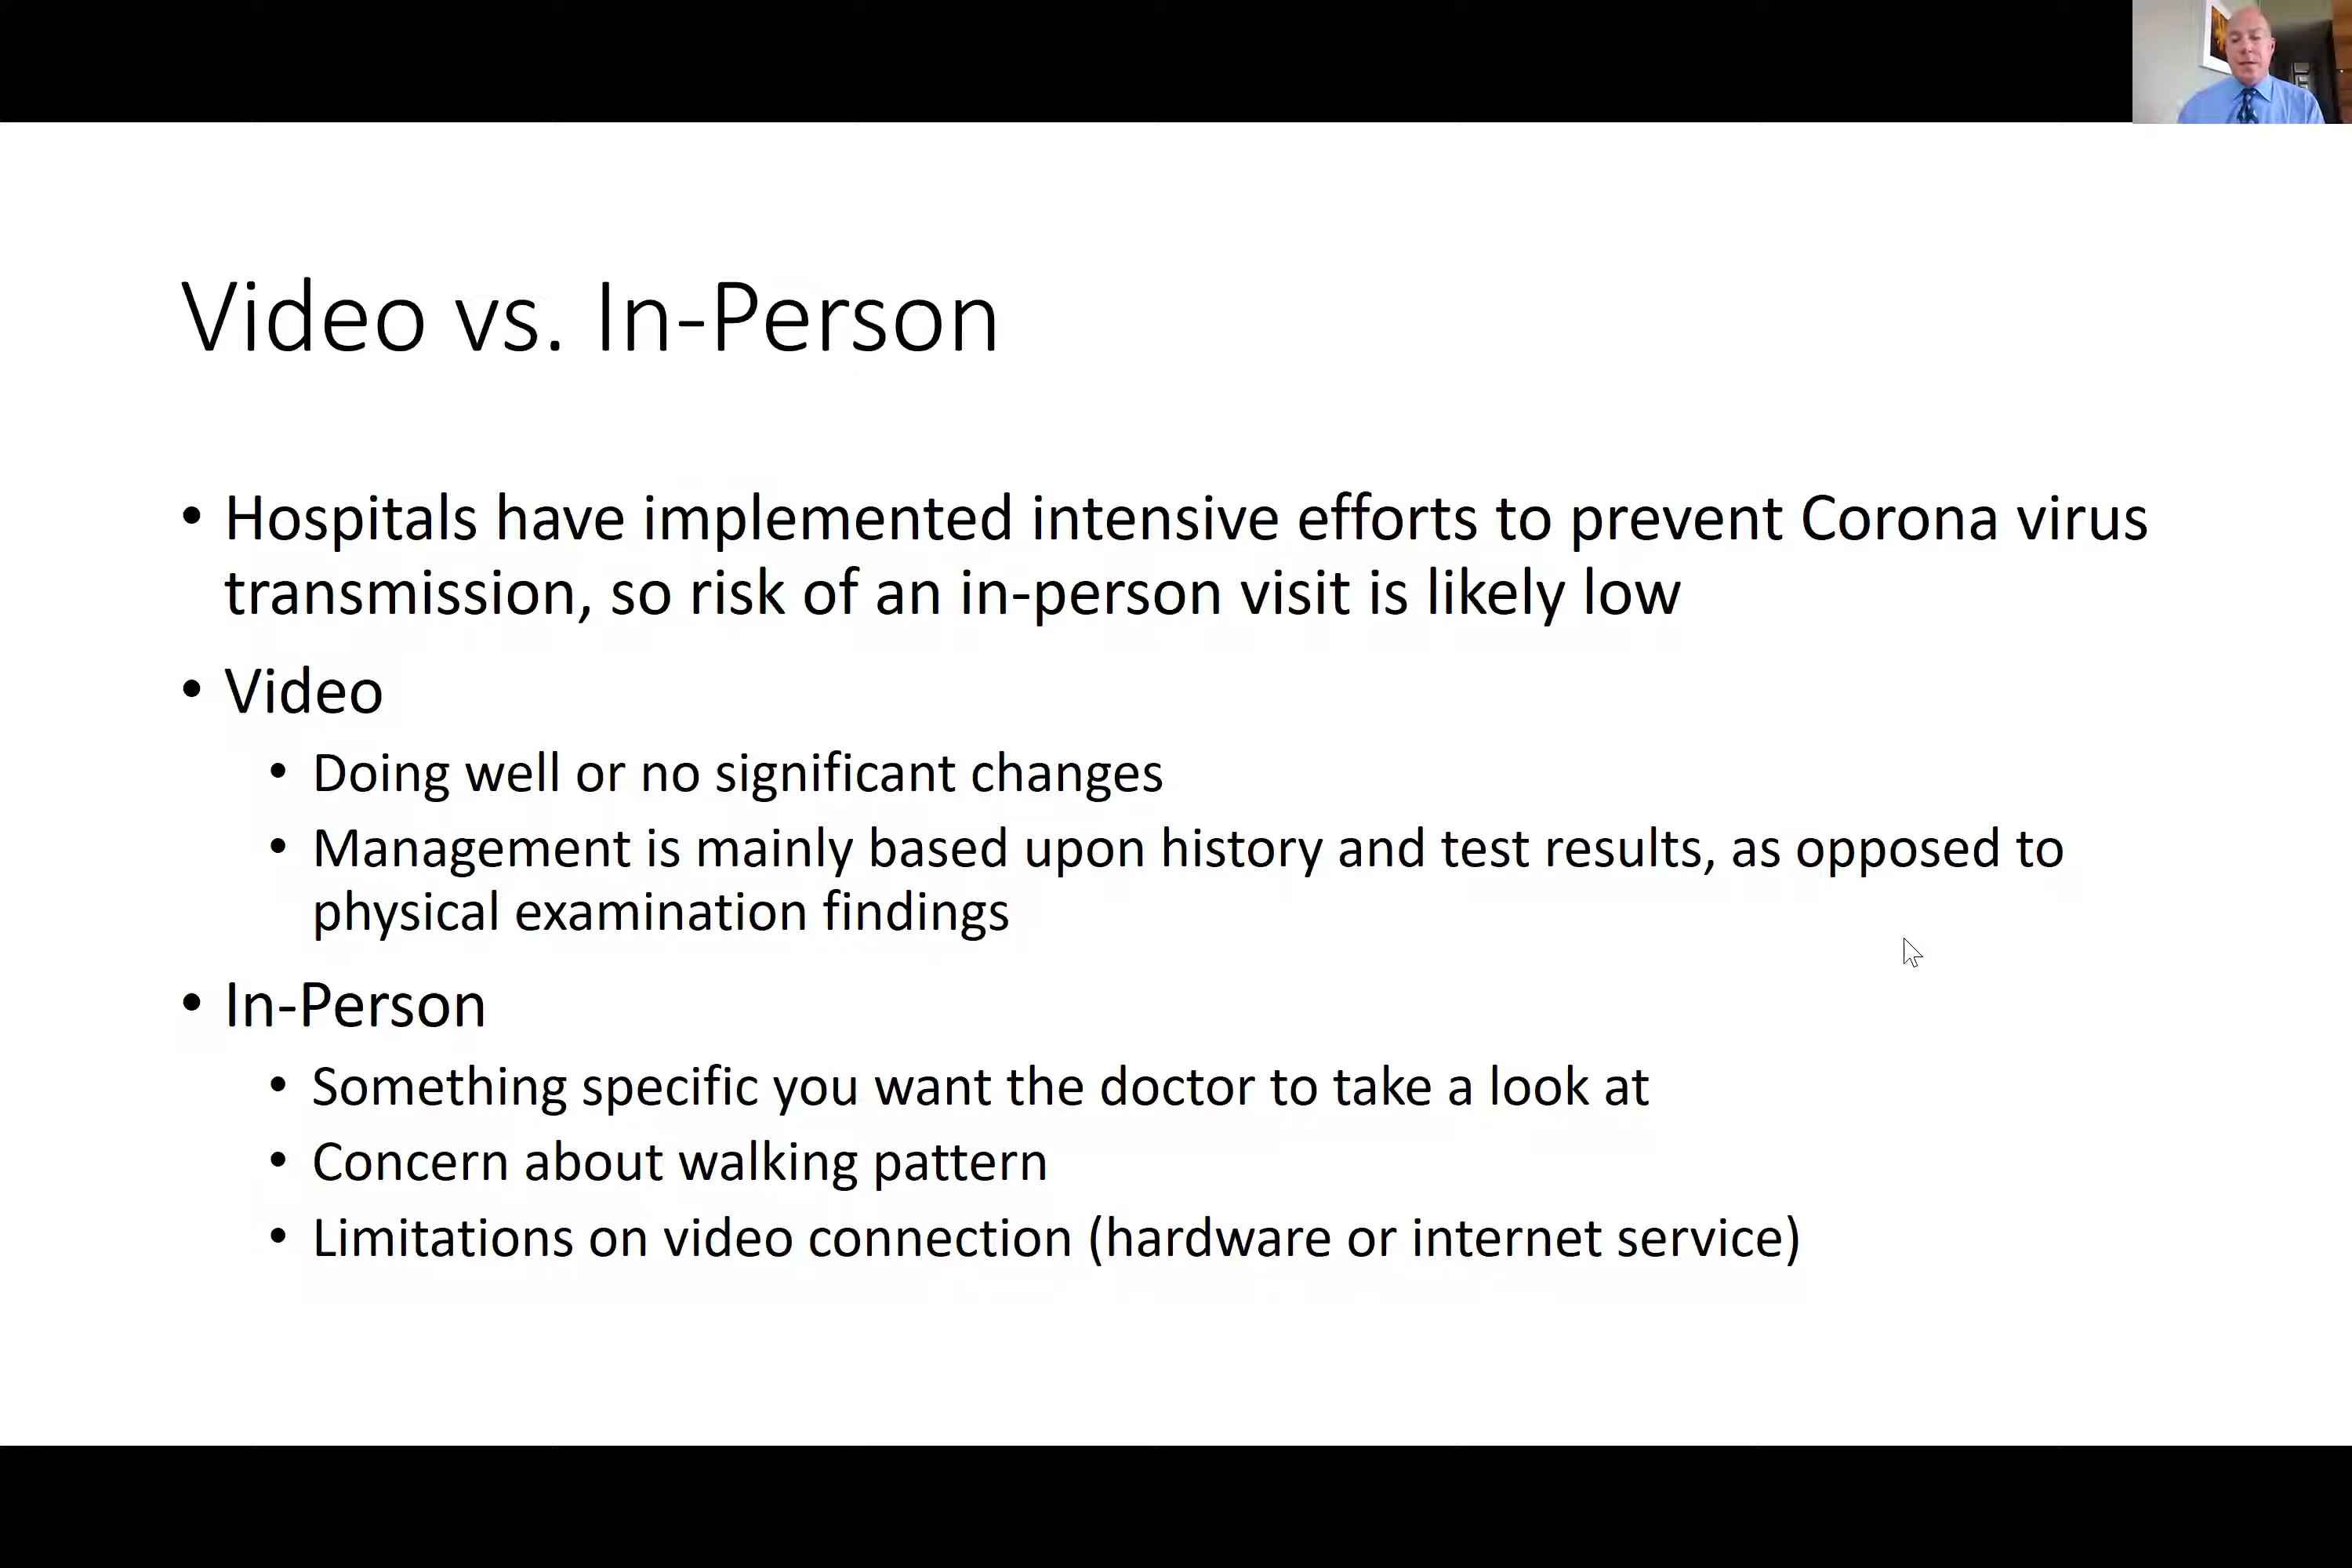 Video vs. In-Person
• Hospitals have implemented intensive efforts to prevent Corona virus
transmission, so risk of an in-person visit is likely low
• Video
• Doing well or no significant changes
• Management is mainly based upon history and test results, as opposed to
physical examination findings
• In-Person
• Something specific you want the doctor to take a look at
• Concern about walking pattern
• Limitations on video connection (hardware or internet service)